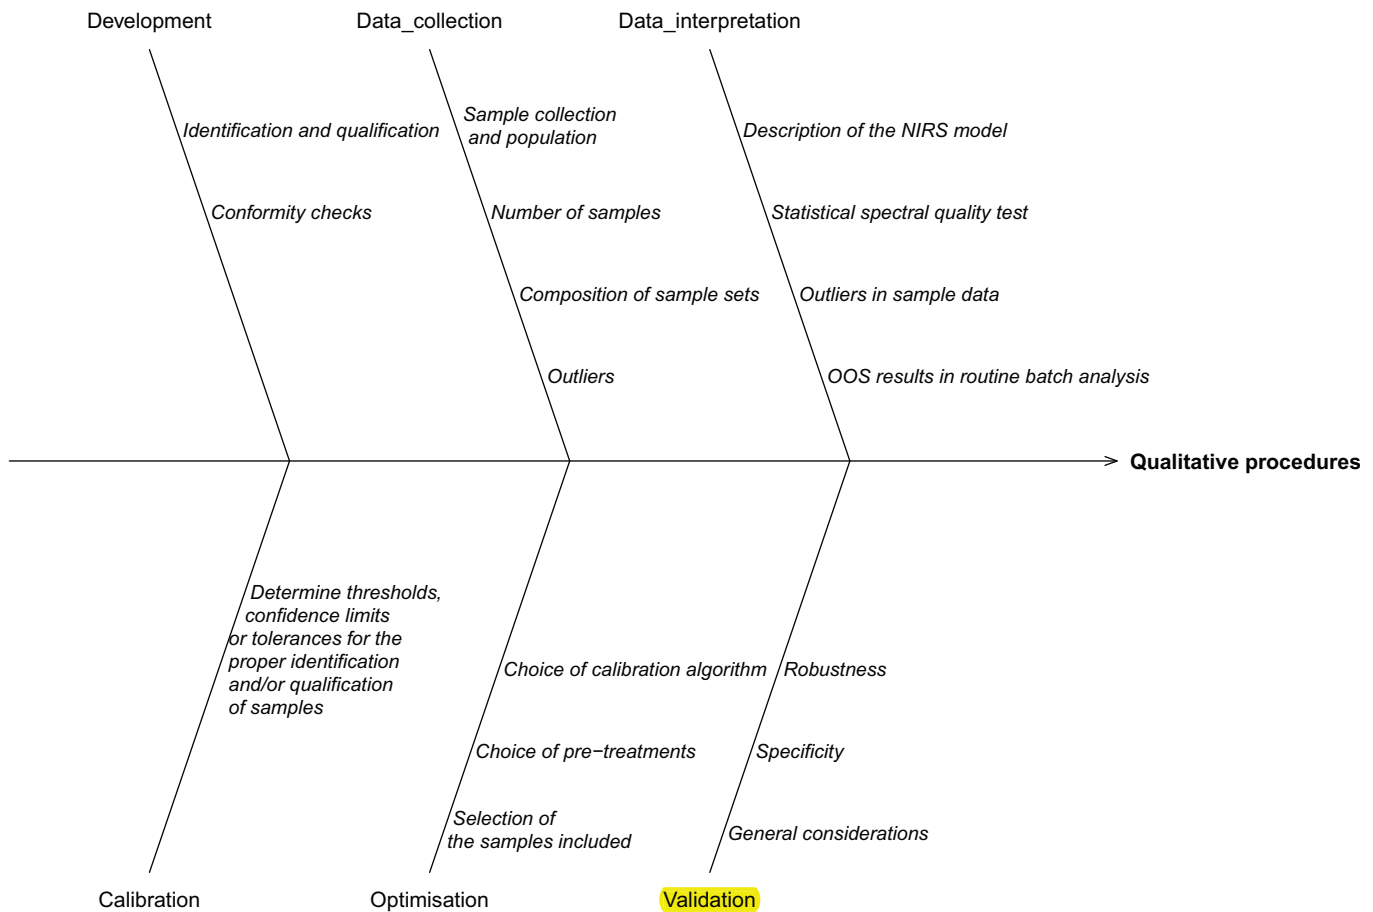 Development
Data_collection
Data_interpretation
Identification and qualification
Conformity checks
Sample collection
and population
Number of samples
Composition of sample sets
Outliers
Description of the NIRS model
Statistical spectral quality test
Outliers in sample data
OOS results in routine batch analysis
Qualitative procedures
Determine thresholds,
confidence limits
or tolerances for the
proper identification
and/or qualification
of samples
Choice of calibration algorithm
Choice of pre−treatments
Selection of
the samples included
Robustness
Specificity
General considerations
Calibration
Optimisation
Validation